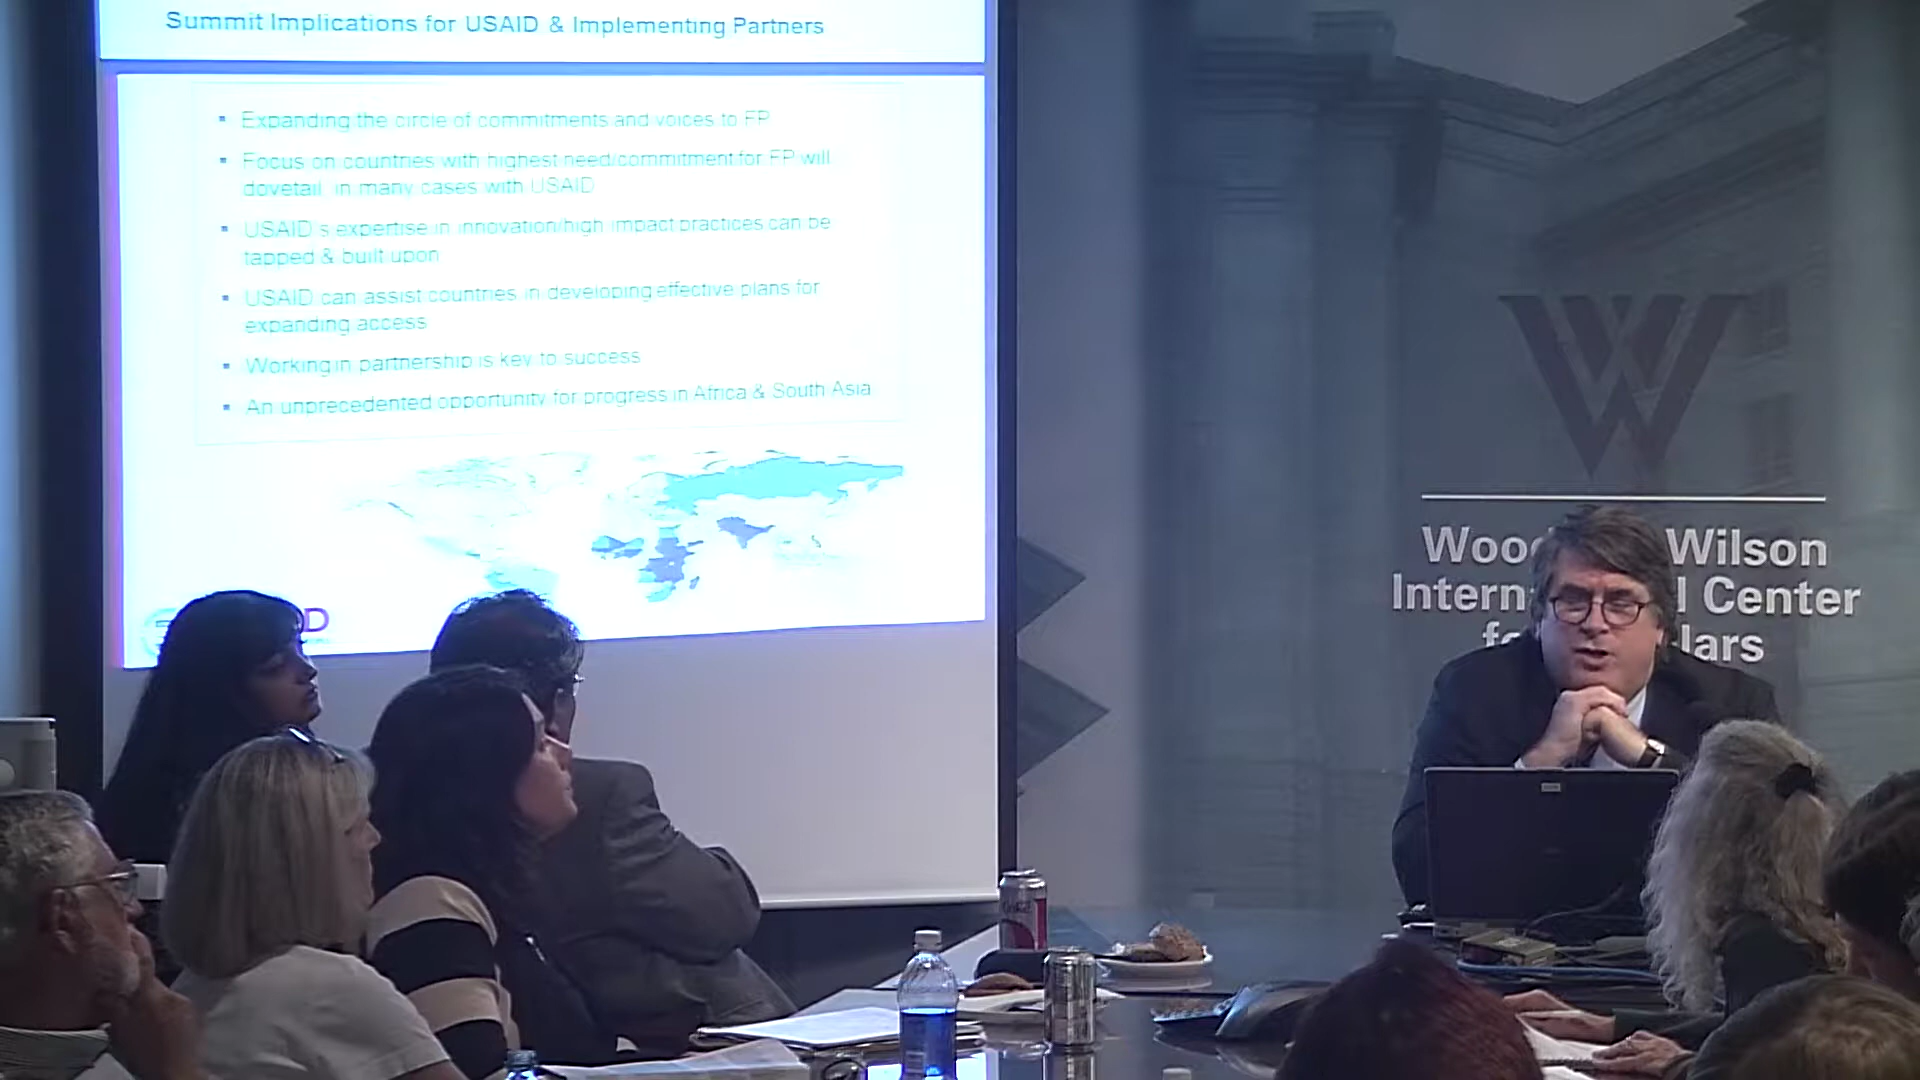 Summit Implications for USAID & Implementing Partners
Expanding the circle of commitments and voices to FP
Focus on countries with highest need/commitment for FP will
dovetail, in many cases with USAID
USAID's expertise in innovation/high impact practices can be
tapped & built upon
USAID can assist countries in developing effective plans for
expanding access
Working in partnership is key to success
An unprecedented opportunity for progress in Africa & South Asia
D
W
Woo Wilson
Intern l Center
f lars